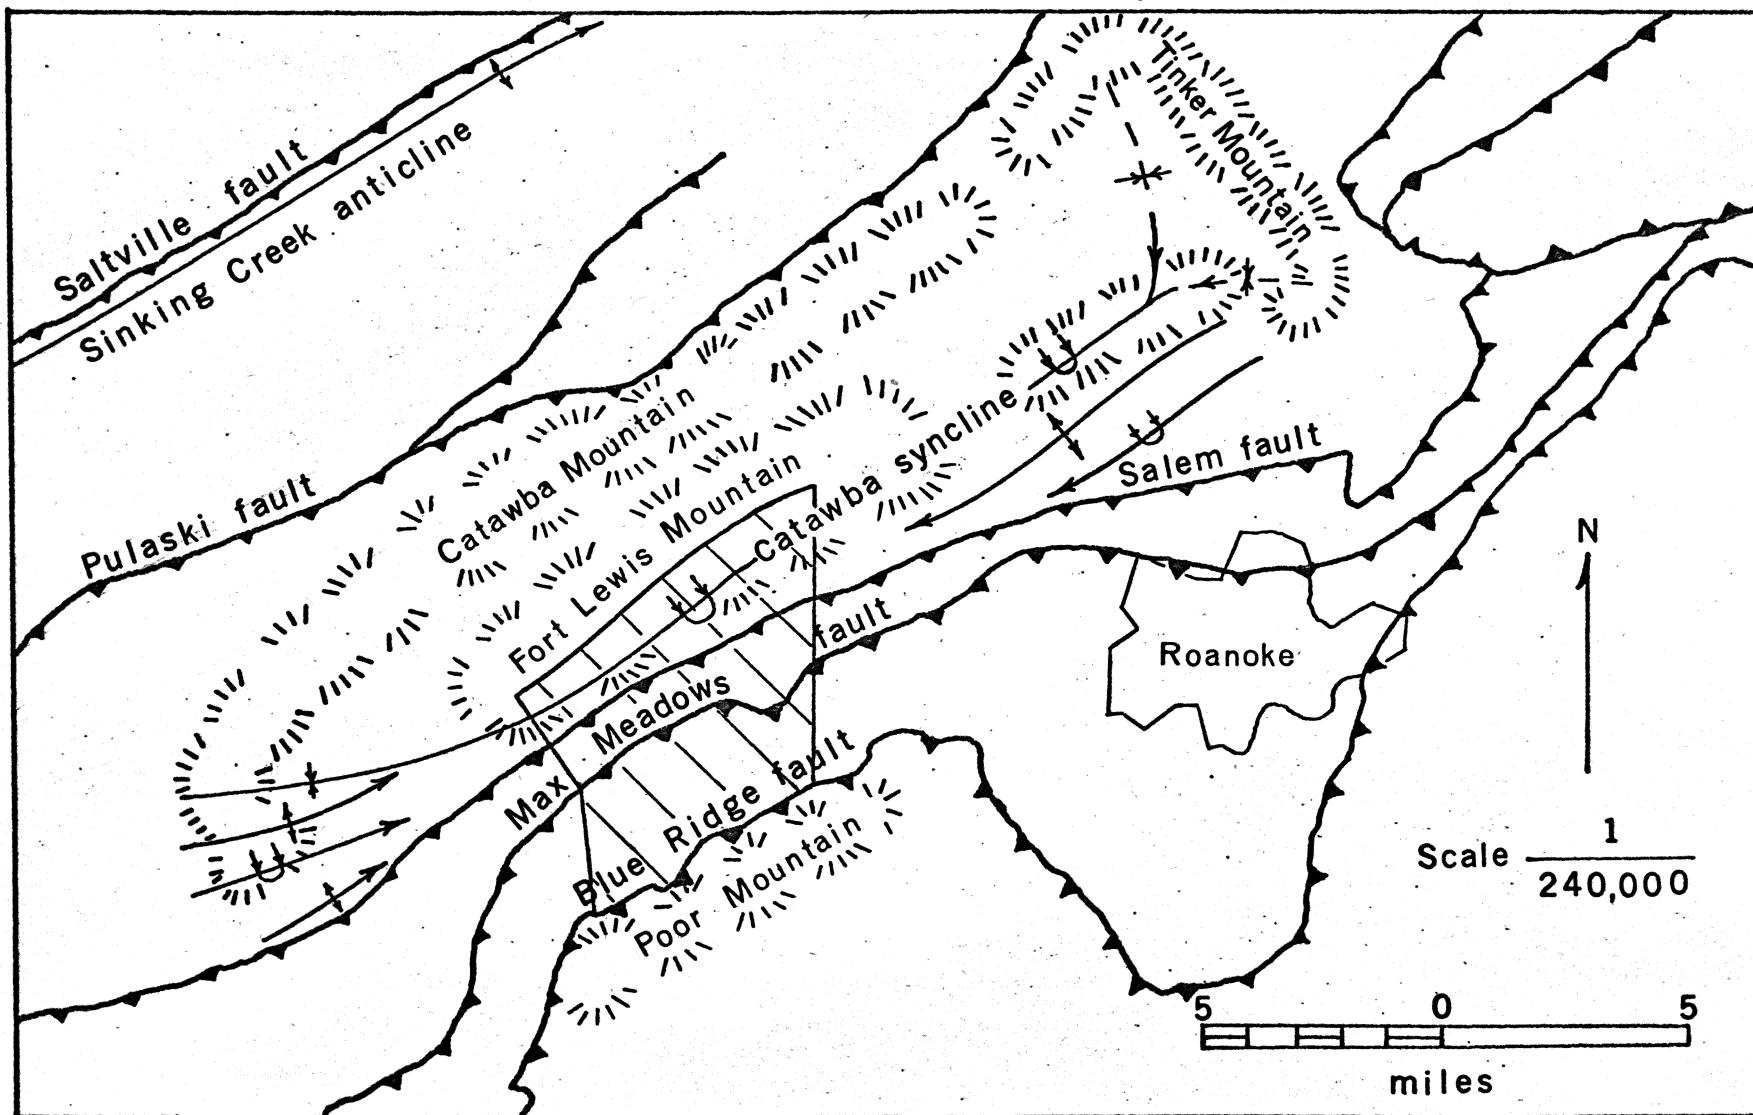 Tinker Mountain
Saltville fault
Sinking Creek anticline
Pulaski fault
Catawba Mountain
Fort Lewis Mountain
Catawba syncline
Salem fault
Max Meadows fault
Blue Ridge fault
Poor Mountain
Roanoke
N
Scale 1
240,000
5 0 5
miles